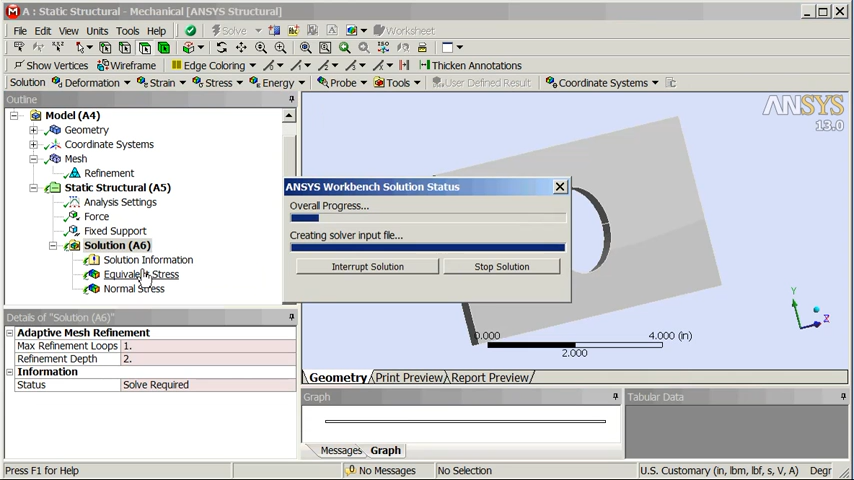 A : Static Structural - Mechanical [ANSYS Structural]
File Edit View Units Tools Help Solve Worksheet
Show Vertices Wireframe Edge Coloring Thicken Annotations
Solution Deformation Strain Stress Energy Probe Tools User Defined Result Coordinate Systems
Outline
Model (A4)
Geometry
Coordinate Systems
Mesh
Refinement
Static Structural (A5)
Analysis Settings
Force
Fixed Support
Solution (A6)
Solution Information
Equivalent Stress
Normal Stress
ANSYS
13.0
ANSYS Workbench Solution Status
Overall Progress...
Creating solver input file...
Interrupt Solution Stop Solution
Y
Z
0.000 4.000 (in)
2.000
Details of "Solution (A6)"
Adaptive Mesh Refinement
Max Refinement Loops 1.
Refinement Depth 2.
Information
Status Solve Required
Geometry Print Preview Report Preview
Graph Tabular Data
Messages Graph
Press F1 for Help 0 No Messages No Selection U.S. Customary (in, lbm, lbf, s, V, A) Degr